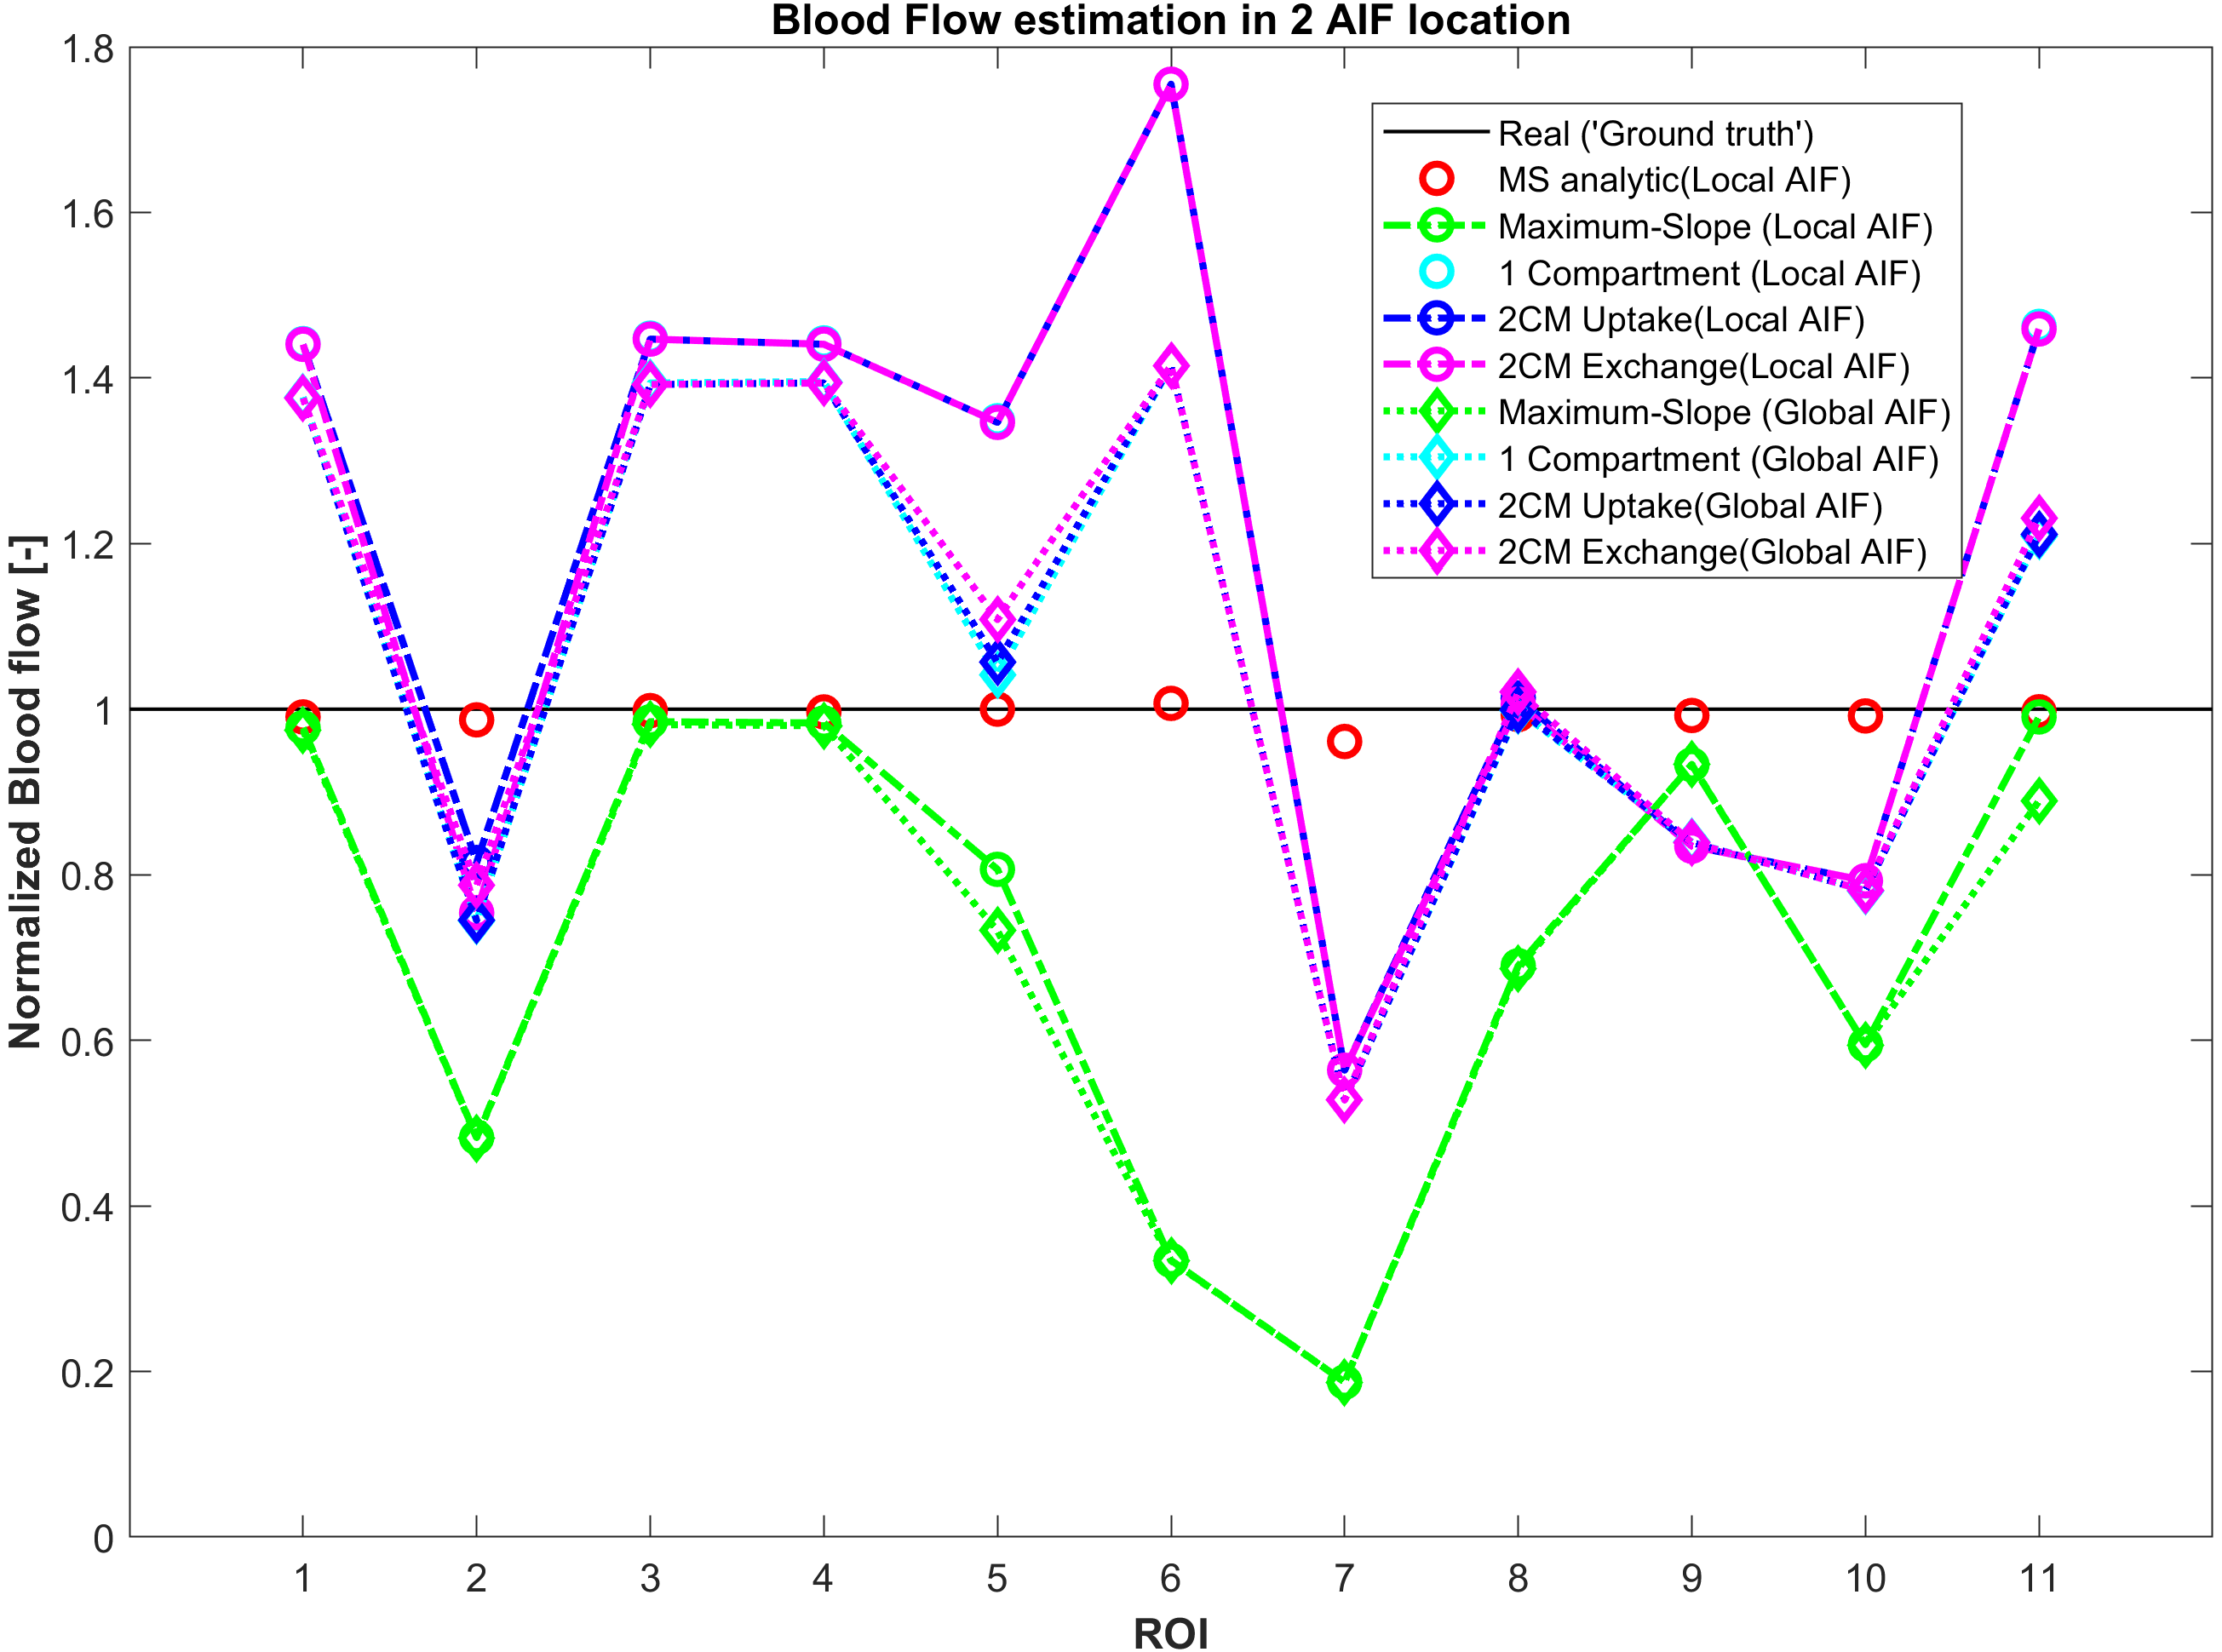 Blood Flow estimation in 2 AIF location
1.8
1.6
1.4
1.2
1
0.8
0.6
0.4
0.2
0
Normalized Blood flow [-]
Real ('Ground truth')
MS analytic(Local AIF)
Maximum-Slope (Local AIF)
1 Compartment (Local AIF)
2CM Uptake(Local AIF)
2CM Exchange(Local AIF)
Maximum-Slope (Global AIF)
1 Compartment (Global AIF)
2CM Uptake(Global AIF)
2CM Exchange(Global AIF)
1 2 3 4 5 6 7 8 9 10 11
ROI